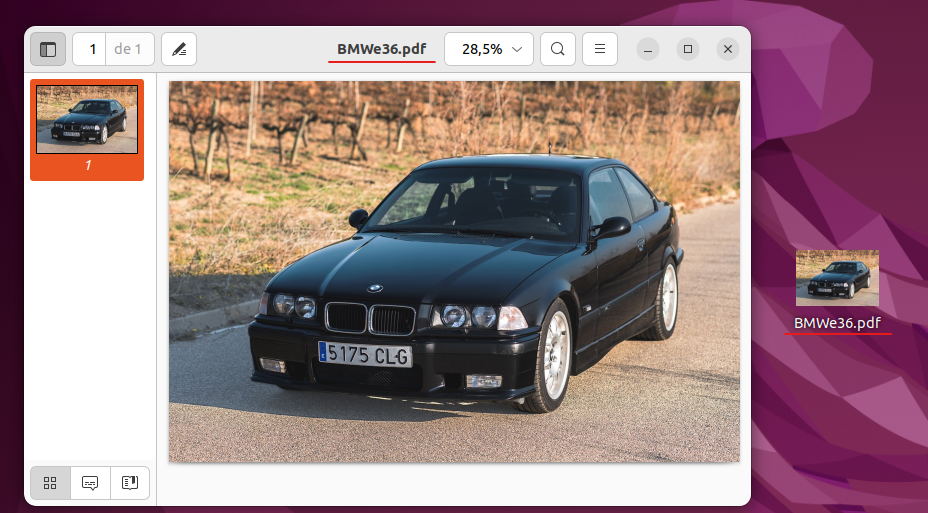 1 de 1
BMWe36.pdf
28,5%
1
5175 CLG
BMWe36.pdf